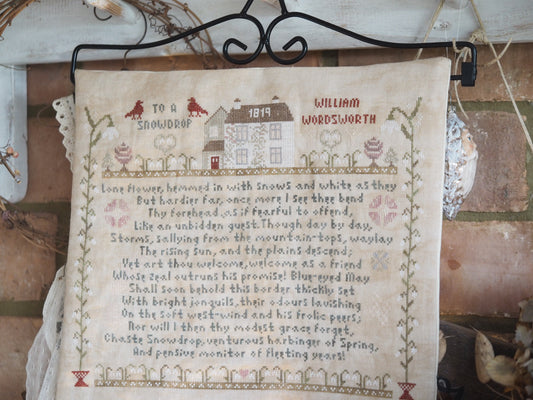 TO A
SNOWDROP
1819
WILLIAM
WORDSWORTH
Lone flower, hemmed in with snows and white as they
But hardier far, once more I see thee bend
Thy forehead, as if fearful to offend,
Like an unbidden guest. Though day by day,
Storms, sallying from the mountain-tops, waylay
The rising Sun, and the plains descend;
Yet art thou welcome, welcome as a friend
Whose zeal outruns his promise! Blue-eyed May
Shall soon behold this border thickly set
With bright jonquils, their odours lavishing
On the soft west-wind and his frolic peers;
Nor will I then thy modest grace forget,
Chaste Snowdrop, venturous harbinger of Spring,
And pensive monitor of fleeting years!